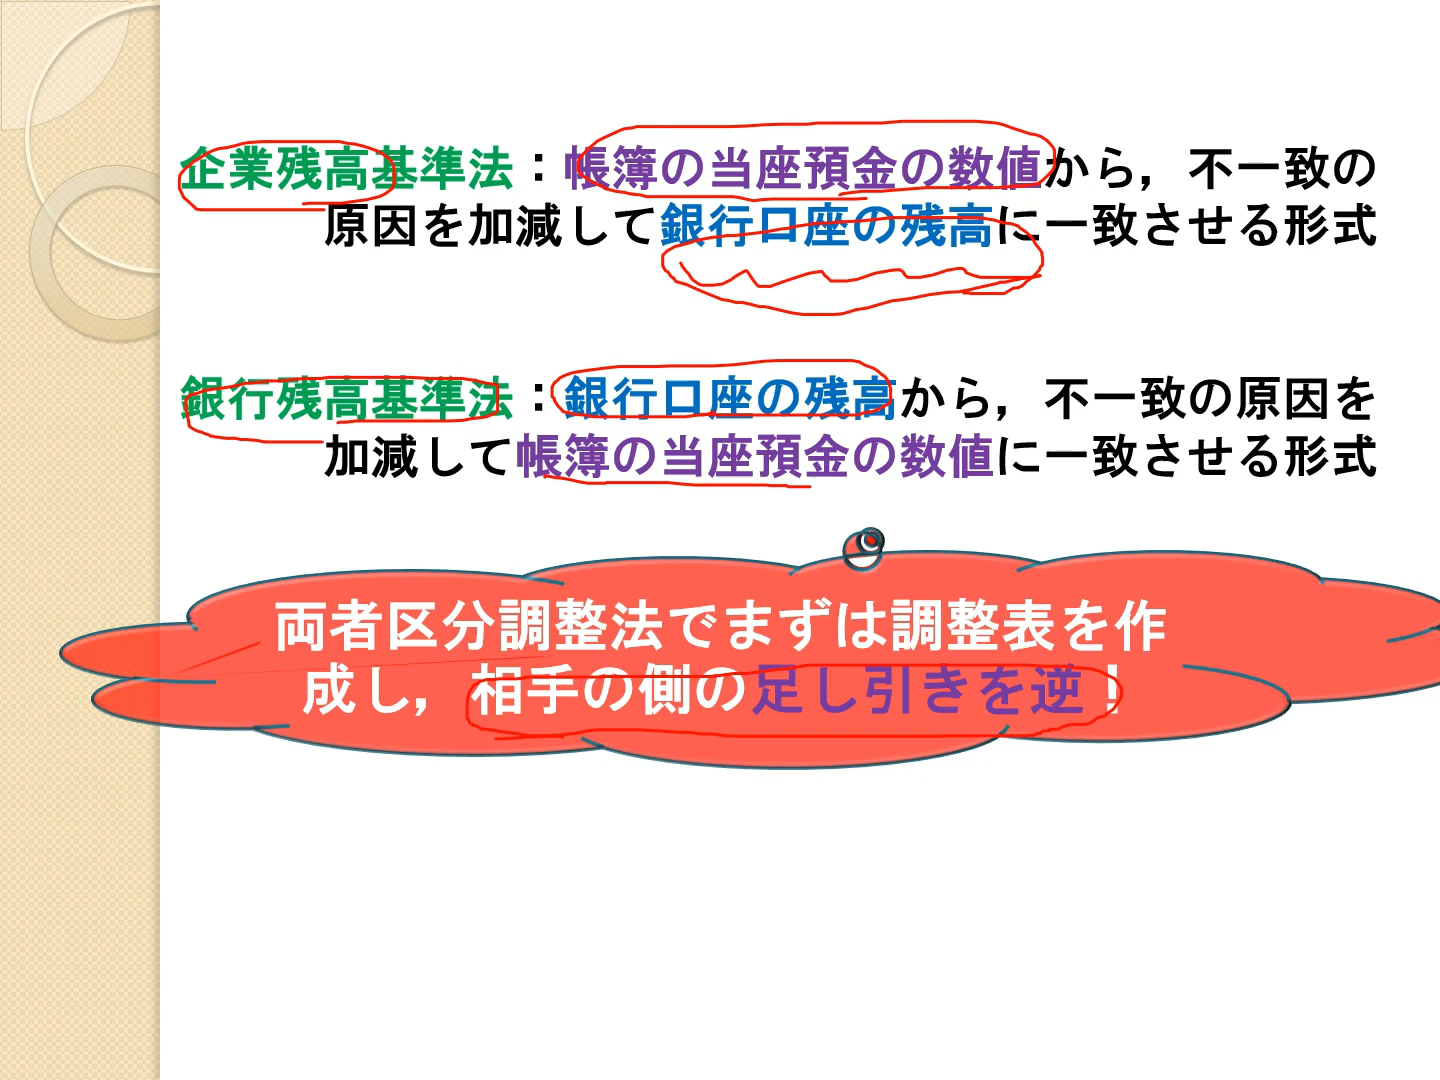 企業残高基準法：帳簿の当座預金の数値から，不一致の
原因を加減して銀行口座の残高に一致させる形式
銀行残高基準法：銀行口座の残高から，不一致の原因を
加減して帳簿の当座預金の数値に一致させる形式
両者区分調整法でまずは調整表を作
成し，相手の側の足し引きを逆！